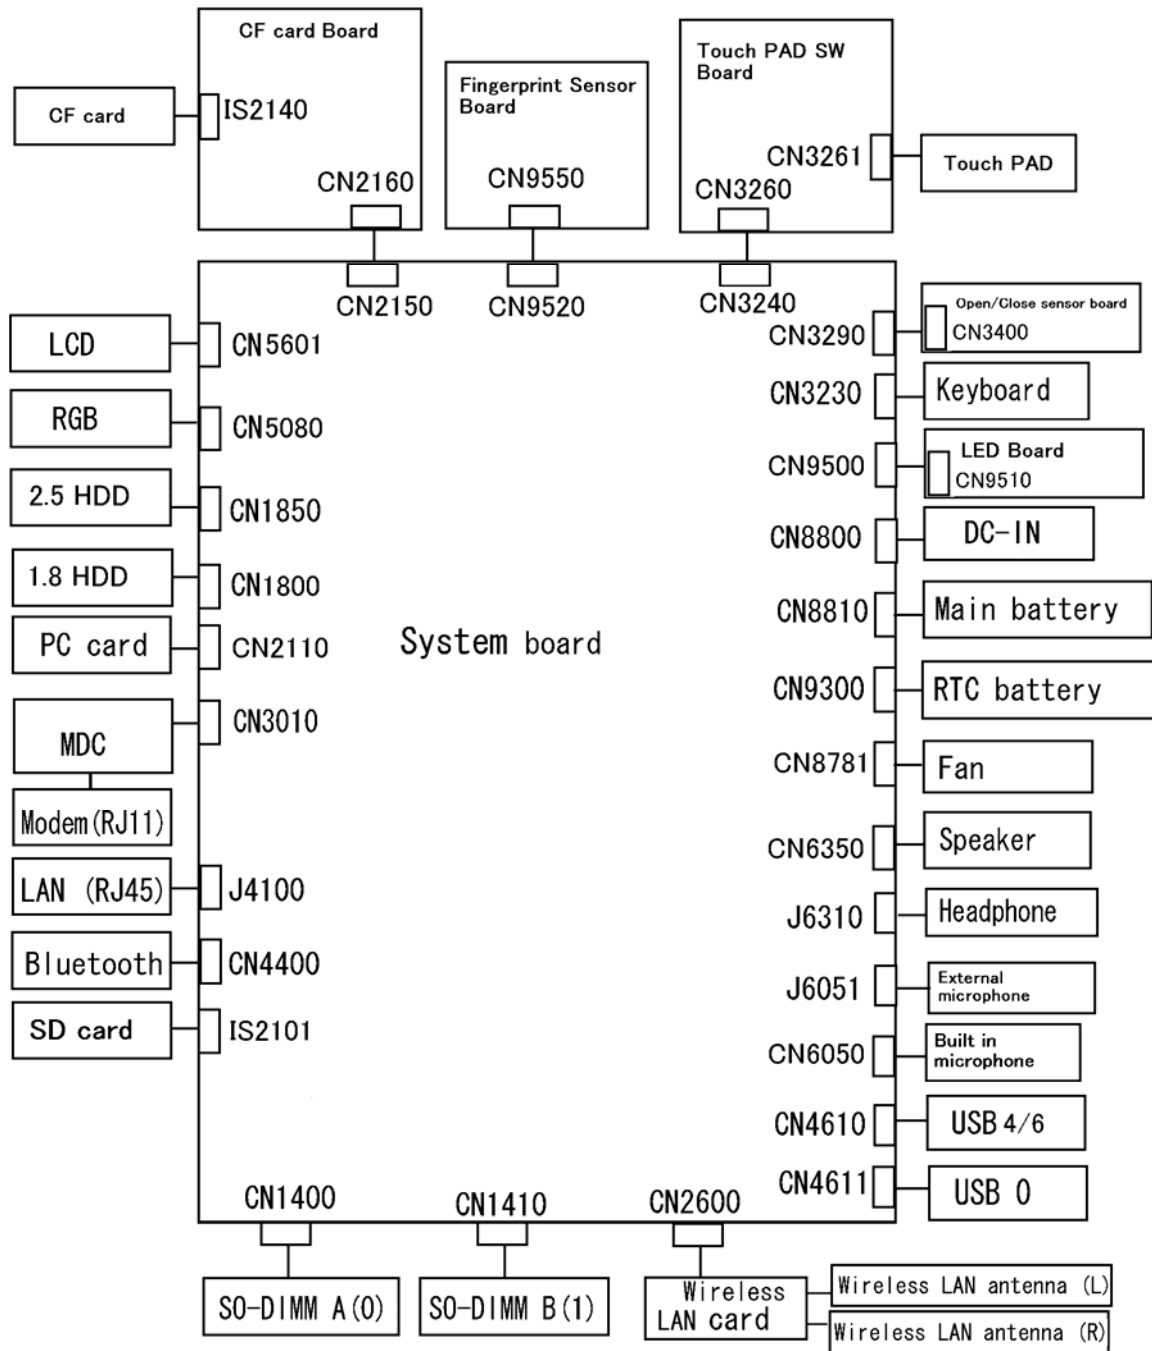 CF card Board
CF card
IS2140
CN2160
Fingerprint Sensor
Board
CN9550
Touch PAD SW
Board
CN3261
CN3260
Touch PAD
CN2150
CN9520
CN3240
LCD
CN5601
RGB
CN5080
2.5 HDD
CN1850
1.8 HDD
CN1800
PC card
CN2110
MDC
CN3010
Modem(RJ11)
LAN (RJ45)
J4100
Bluetooth
CN4400
SD card
IS2101
System board
CN3290
Open/Close sensor board
CN3400
CN3230
Keyboard
CN9500
LED Board
CN9510
CN8800
DC-IN
CN8810
Main battery
CN9300
RTC battery
CN8781
Fan
CN6350
Speaker
J6310
Headphone
J6051
External
microphone
CN6050
Built in
microphone
CN4610
USB 4/6
CN4611
USB 0
CN1400
CN1410
CN2600
SO-DIMM A(0)
SO-DIMM B(1)
Wireless
LAN card
Wireless LAN antenna (L)
Wireless LAN antenna (R)